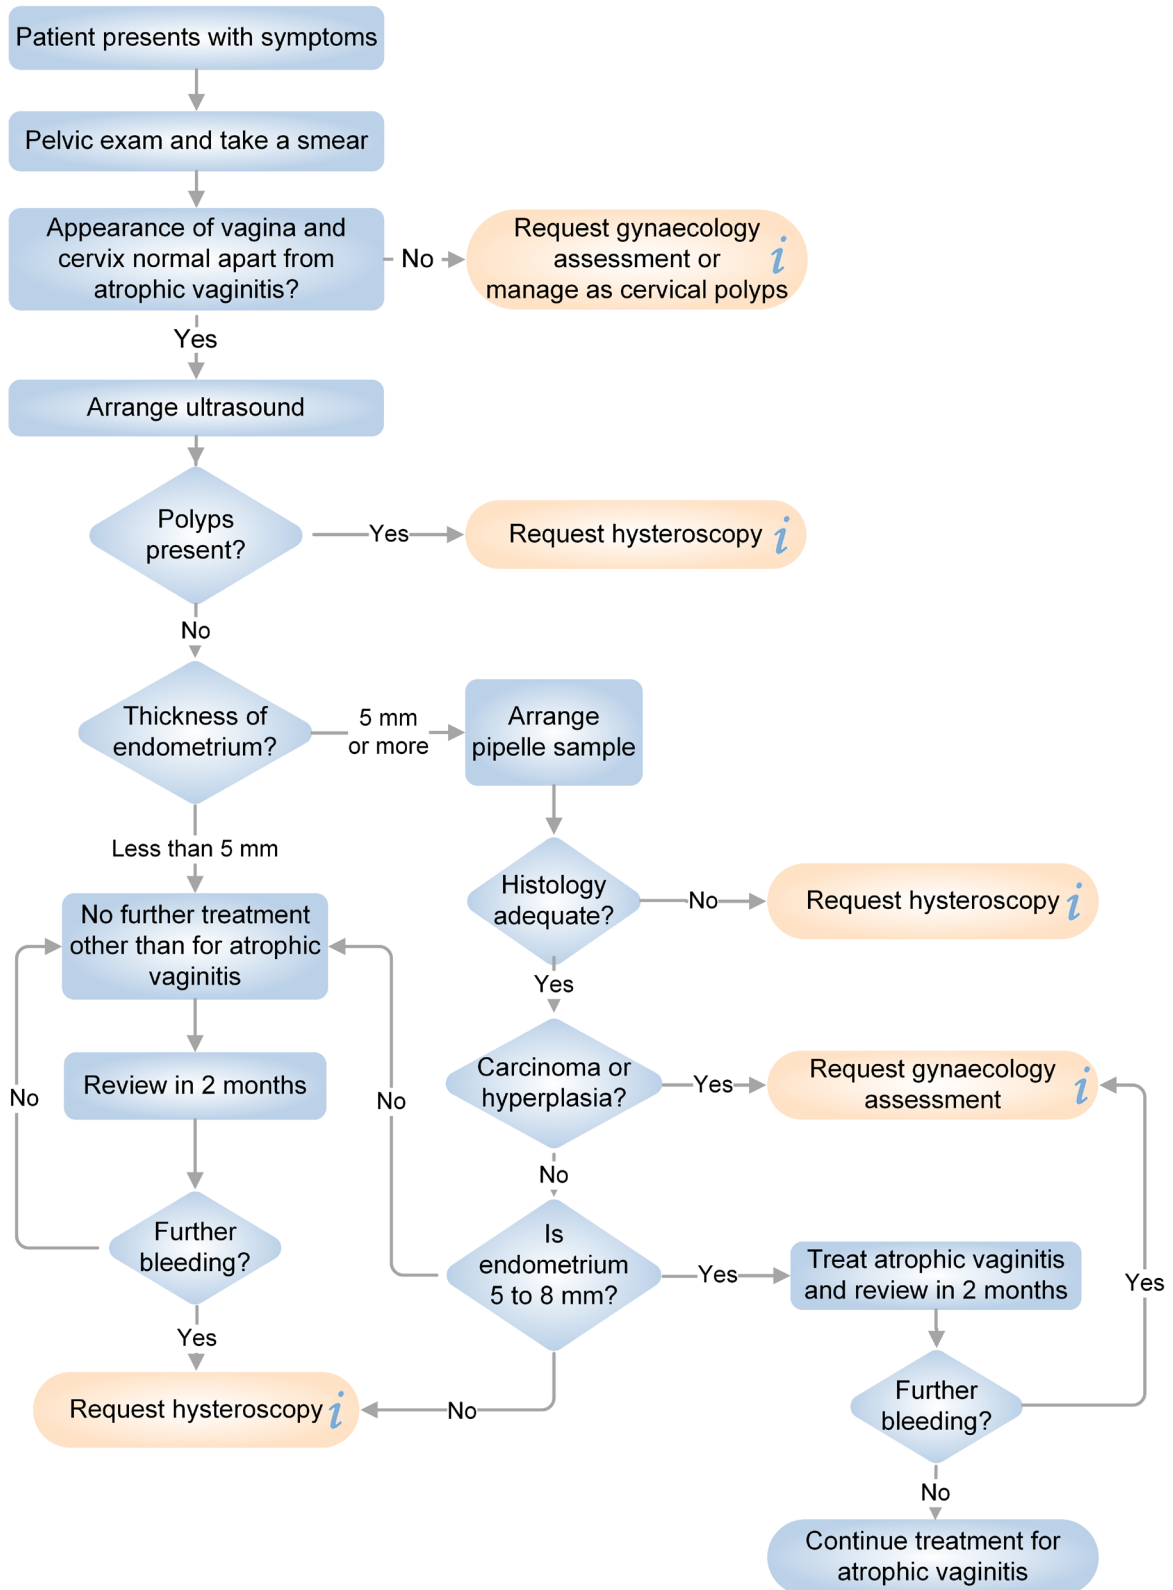 Patient presents with symptoms
Pelvic exam and take a smear
Appearance of vagina and
cervix normal apart from
atrophic vaginitis?
No
Request gynaecology
assessment or
manage as cervical polyps
i
Yes
Arrange ultrasound
Polyps
present?
Yes
Request hysteroscopy
i
No
Thickness of
endometrium?
5 mm
or more
Arrange
pipelle sample
Less than 5 mm
Histology
adequate?
No
Request hysteroscopy
i
No further treatment
other than for atrophic
vaginitis
Yes
Review in 2 months
No
No
Carcinoma or
hyperplasia?
Yes
Request gynaecology
assessment
i
No
Further
bleeding?
Is
endometrium
5 to 8 mm?
Yes
Treat atrophic vaginitis
and review in 2 months
Yes
Yes
Request hysteroscopy
i
No
Further
bleeding?
No
Continue treatment for
atrophic vaginitis